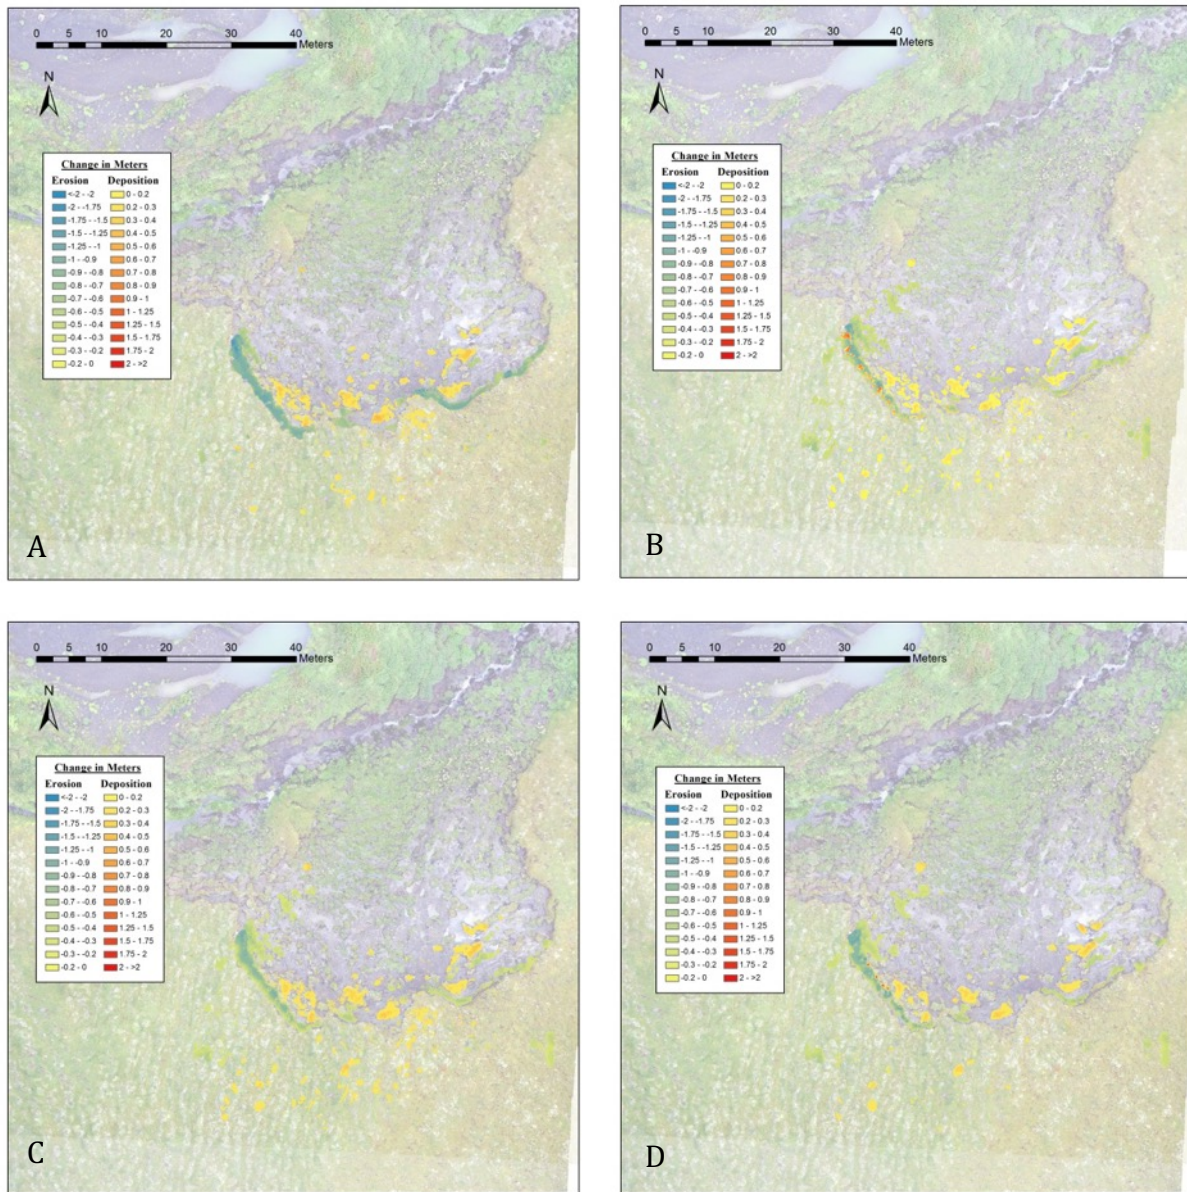 0 10 20 30 40
Meters
N
Change in Meters
Erosion Deposition
<-2 - -2 0 - 0.2
-2 - -1.75 0.2 - 0.3
-1.75 - -1.5 0.3 - 0.4
-1.5 - -1.25 0.4 - 0.5
-1.25 - -1 0.5 - 0.6
-1 - -0.9 0.6 - 0.7
-0.9 - -0.8 0.7 - 0.8
-0.8 - -0.7 0.8 - 0.9
-0.7 - -0.6 0.9 - 1
-0.6 - -0.5 1 - 1.25
-0.5 - -0.4 1.25 - 1.5
-0.4 - -0.3 1.5 - 1.75
-0.3 - -0.2 1.75 - 2
-0.2 - 0 2 - >2
A
0 10 20 30 40
Meters
N
Change in Meters
Erosion Deposition
<-2 - -2 0 - 0.2
-2 - -1.75 0.2 - 0.3
-1.75 - -1.5 0.3 - 0.4
-1.5 - -1.25 0.4 - 0.5
-1.25 - -1 0.5 - 0.6
-1 - -0.9 0.6 - 0.7
-0.9 - -0.8 0.7 - 0.8
-0.8 - -0.7 0.8 - 0.9
-0.7 - -0.6 0.9 - 1
-0.6 - -0.5 1 - 1.25
-0.5 - -0.4 1.25 - 1.5
-0.4 - -0.3 1.5 - 1.75
-0.3 - -0.2 1.75 - 2
-0.2 - 0 2 - >2
B
0 10 20 30 40
Meters
N
Change in Meters
Erosion Deposition
<-2 - -2 0 - 0.2
-2 - -1.75 0.2 - 0.3
-1.75 - -1.5 0.3 - 0.4
-1.5 - -1.25 0.4 - 0.5
-1.25 - -1 0.5 - 0.6
-1 - -0.9 0.6 - 0.7
-0.9 - -0.8 0.7 - 0.8
-0.8 - -0.7 0.8 - 0.9
-0.7 - -0.6 0.9 - 1
-0.6 - -0.5 1 - 1.25
-0.5 - -0.4 1.25 - 1.5
-0.4 - -0.3 1.5 - 1.75
-0.3 - -0.2 1.75 - 2
-0.2 - 0 2 - >2
C
0 10 20 30 40
Meters
N
Change in Meters
Erosion Deposition
<-2 - -2 0 - 0.2
-2 - -1.75 0.2 - 0.3
-1.75 - -1.5 0.3 - 0.4
-1.5 - -1.25 0.4 - 0.5
-1.25 - -1 0.5 - 0.6
-1 - -0.9 0.6 - 0.7
-0.9 - -0.8 0.7 - 0.8
-0.8 - -0.7 0.8 - 0.9
-0.7 - -0.6 0.9 - 1
-0.6 - -0.5 1 - 1.25
-0.5 - -0.4 1.25 - 1.5
-0.4 - -0.3 1.5 - 1.75
-0.3 - -0.2 1.75 - 2
-0.2 - 0 2 - >2
D